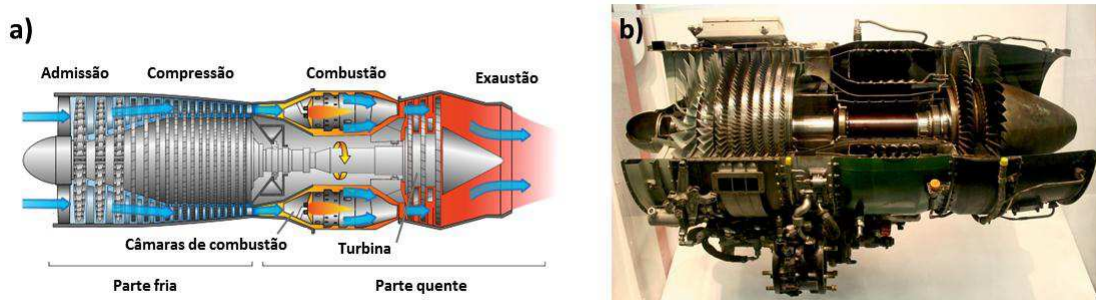 a)
Admissão
Compressão
Combustão
Exaustão
Câmaras de combustão
Turbina
Parte fria
Parte quente
b)